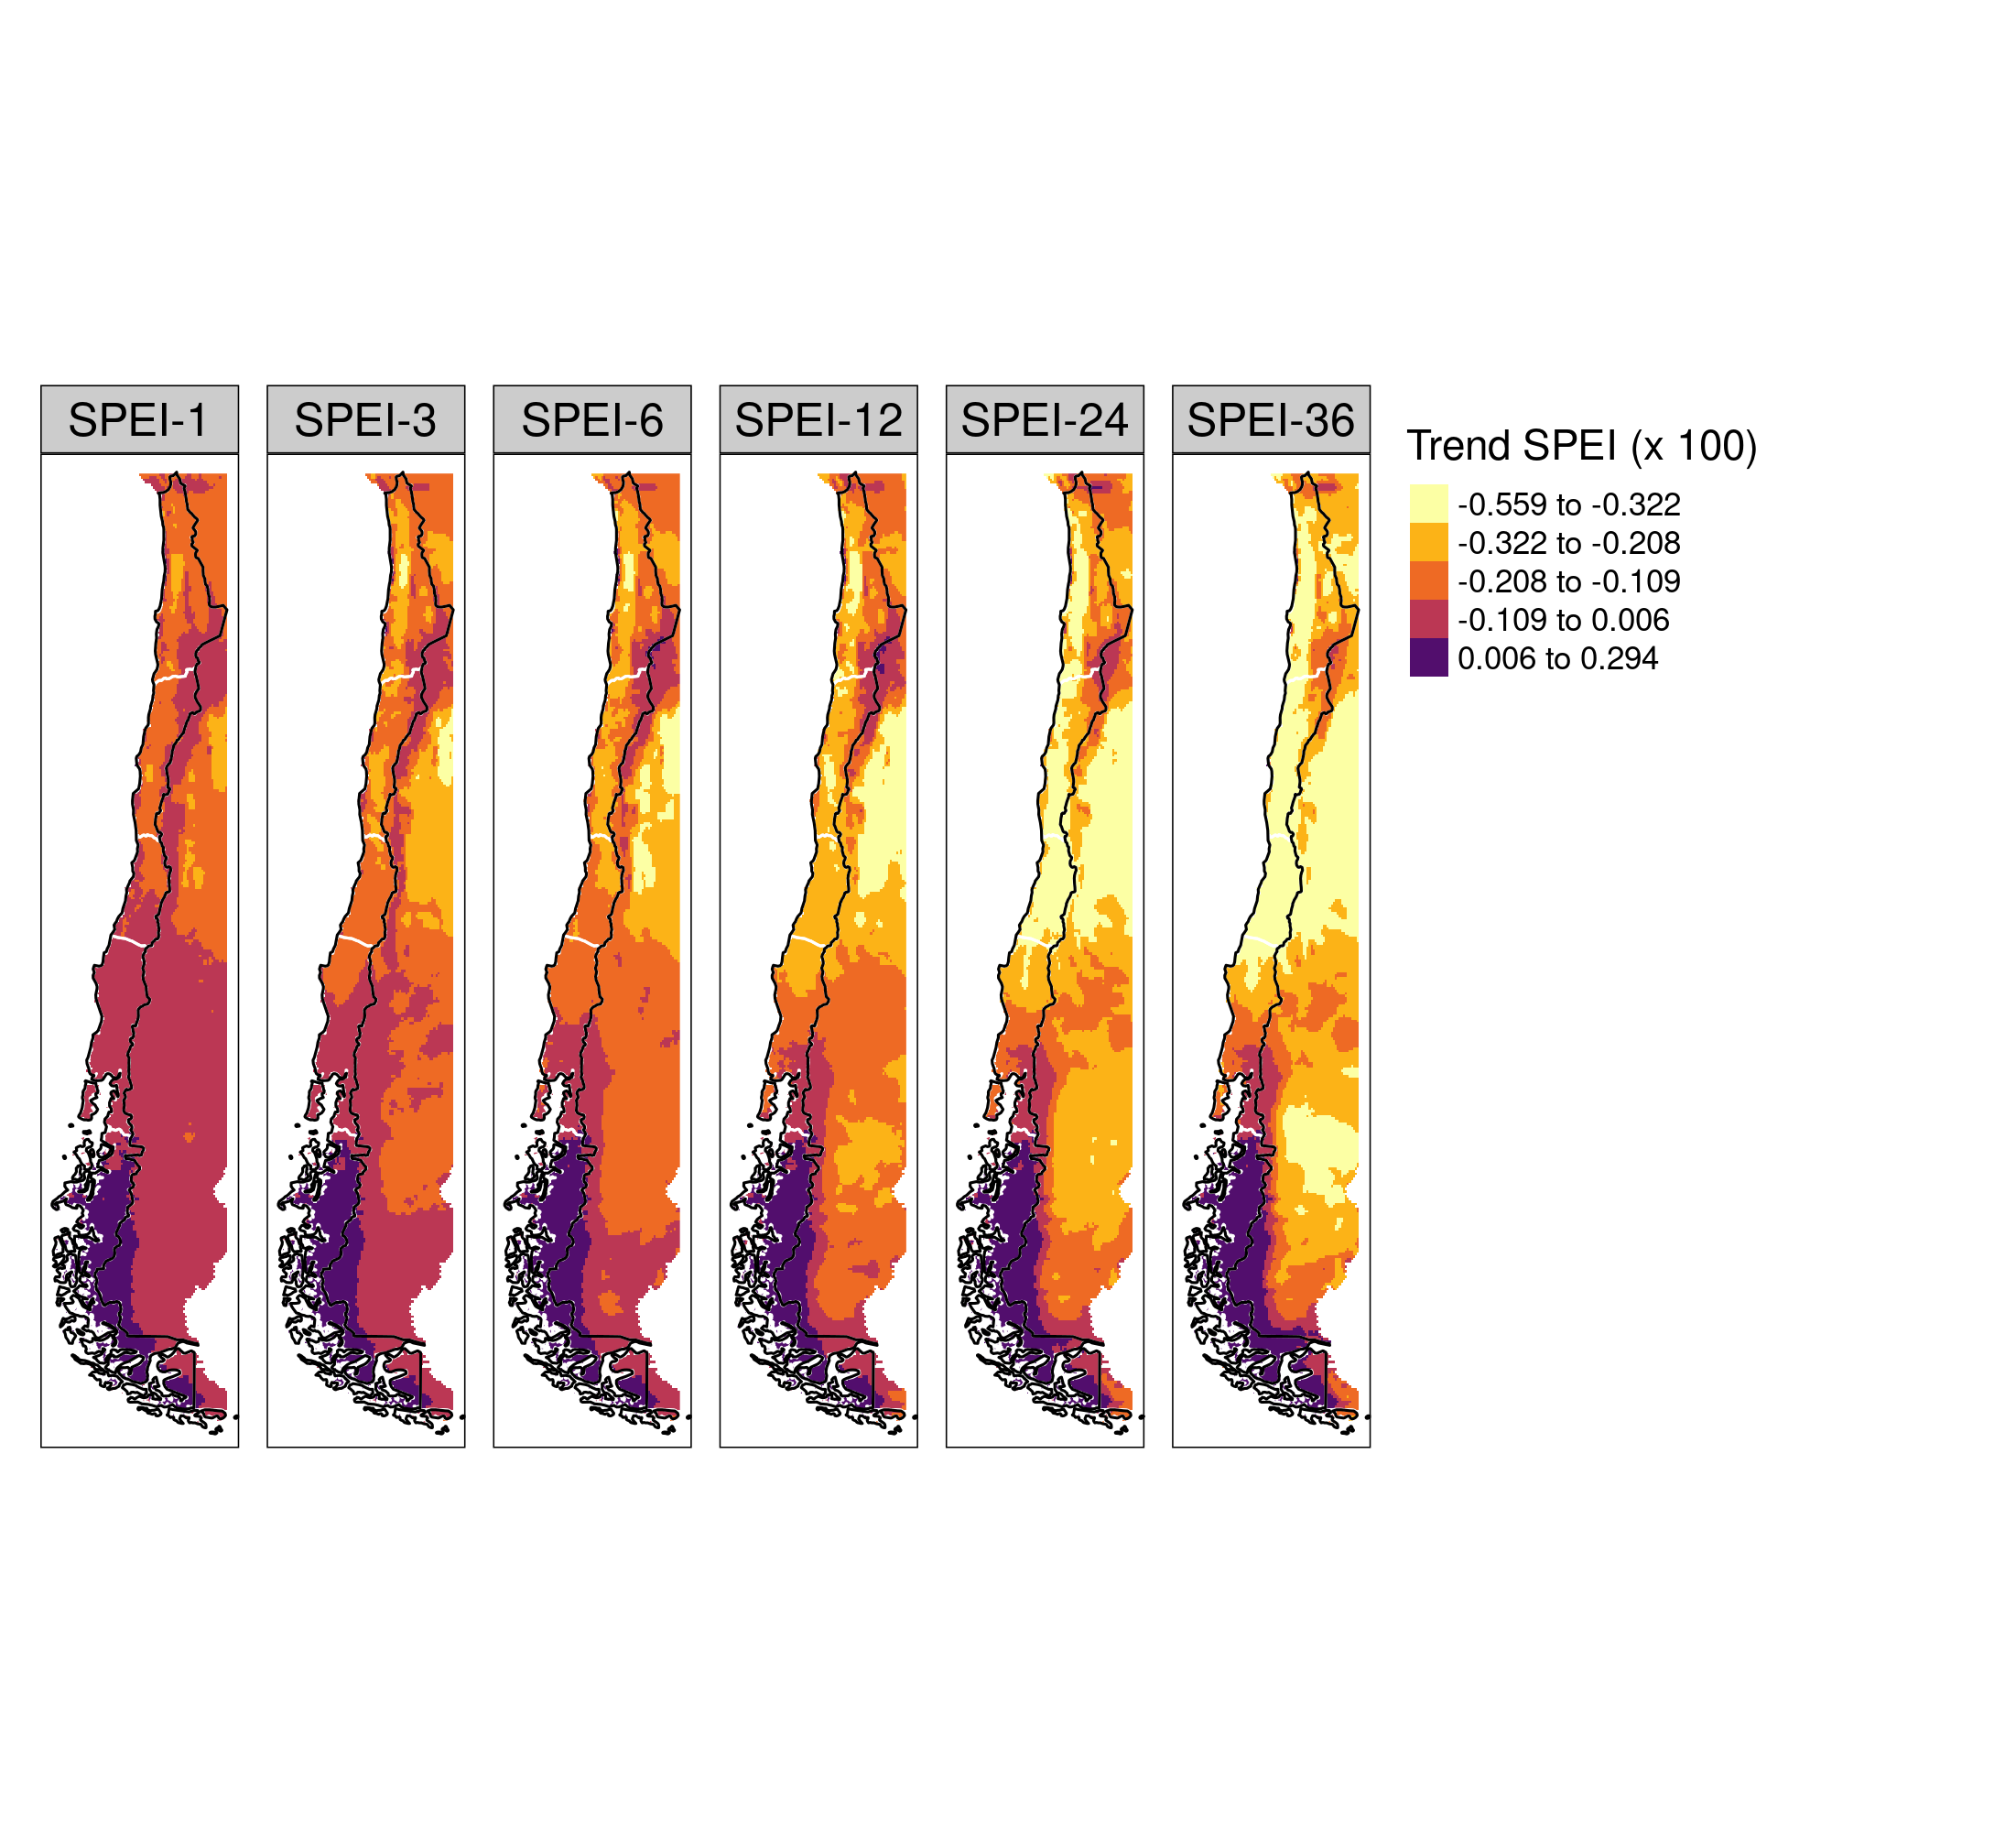 SPEI-1
SPEI-3
SPEI-6
SPEI-12
SPEI-24
SPEI-36
Trend SPEI (x 100)
-0.559 to -0.322
-0.322 to -0.208
-0.208 to -0.109
-0.109 to 0.006
0.006 to 0.294